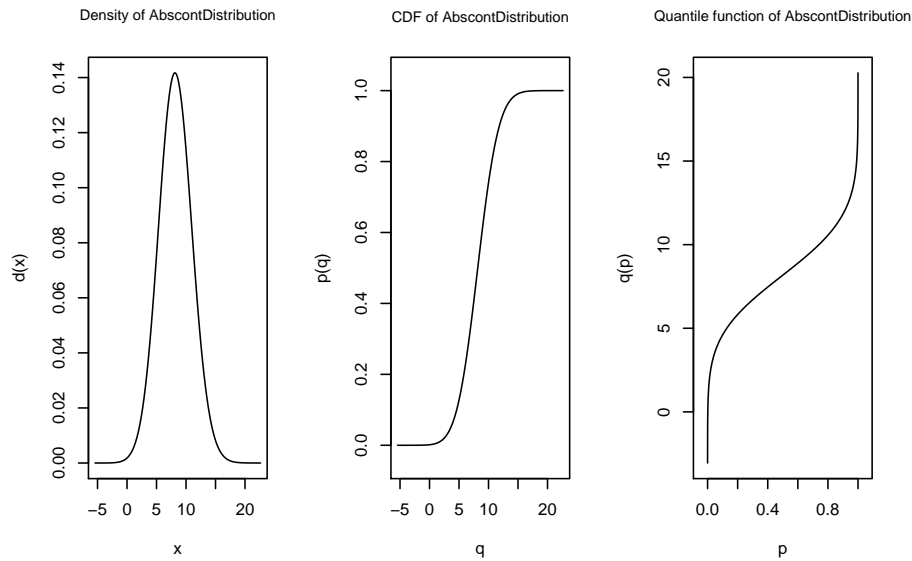 Density of AbscontDistribution
CDF of AbscontDistribution
Quantile function of AbscontDistribution
d(x)
0.00 0.02 0.04 0.06 0.08 0.10 0.12 0.14
−5 0 5 10 20
x
p(q)
0.0 0.2 0.4 0.6 0.8 1.0
−5 0 5 10 20
q
q(p)
0 5 10 15 20
0.0 0.4 0.8
p